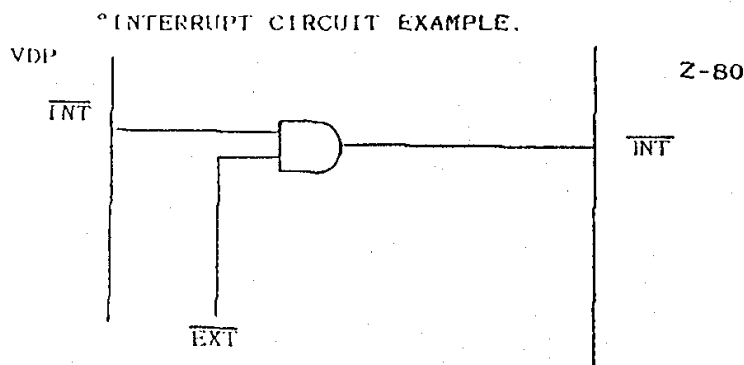 °INTERRUPT CIRCUIT EXAMPLE.
VDP
Z-80
INT
INT
EXT